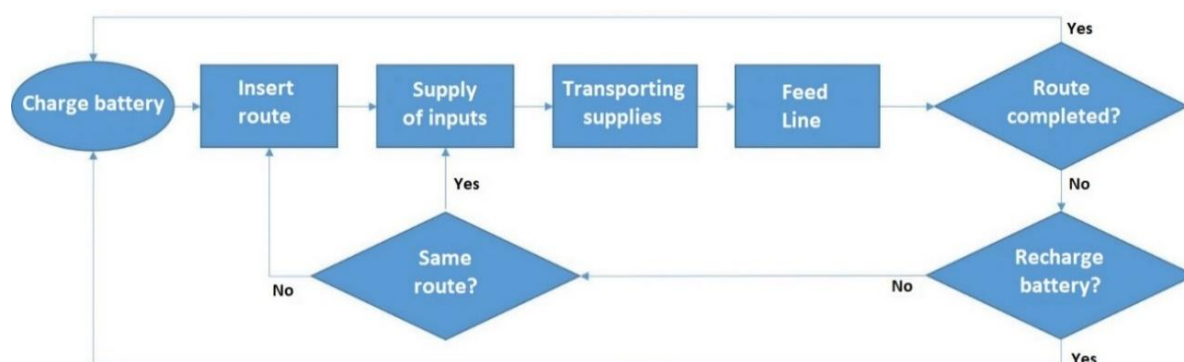 Yes
Charge battery
Insert
route
Supply
of inputs
Transporting
supplies
Feed
Line
Route
completed?
No
Yes
Same
route?
No
Recharge
battery?
No
Yes